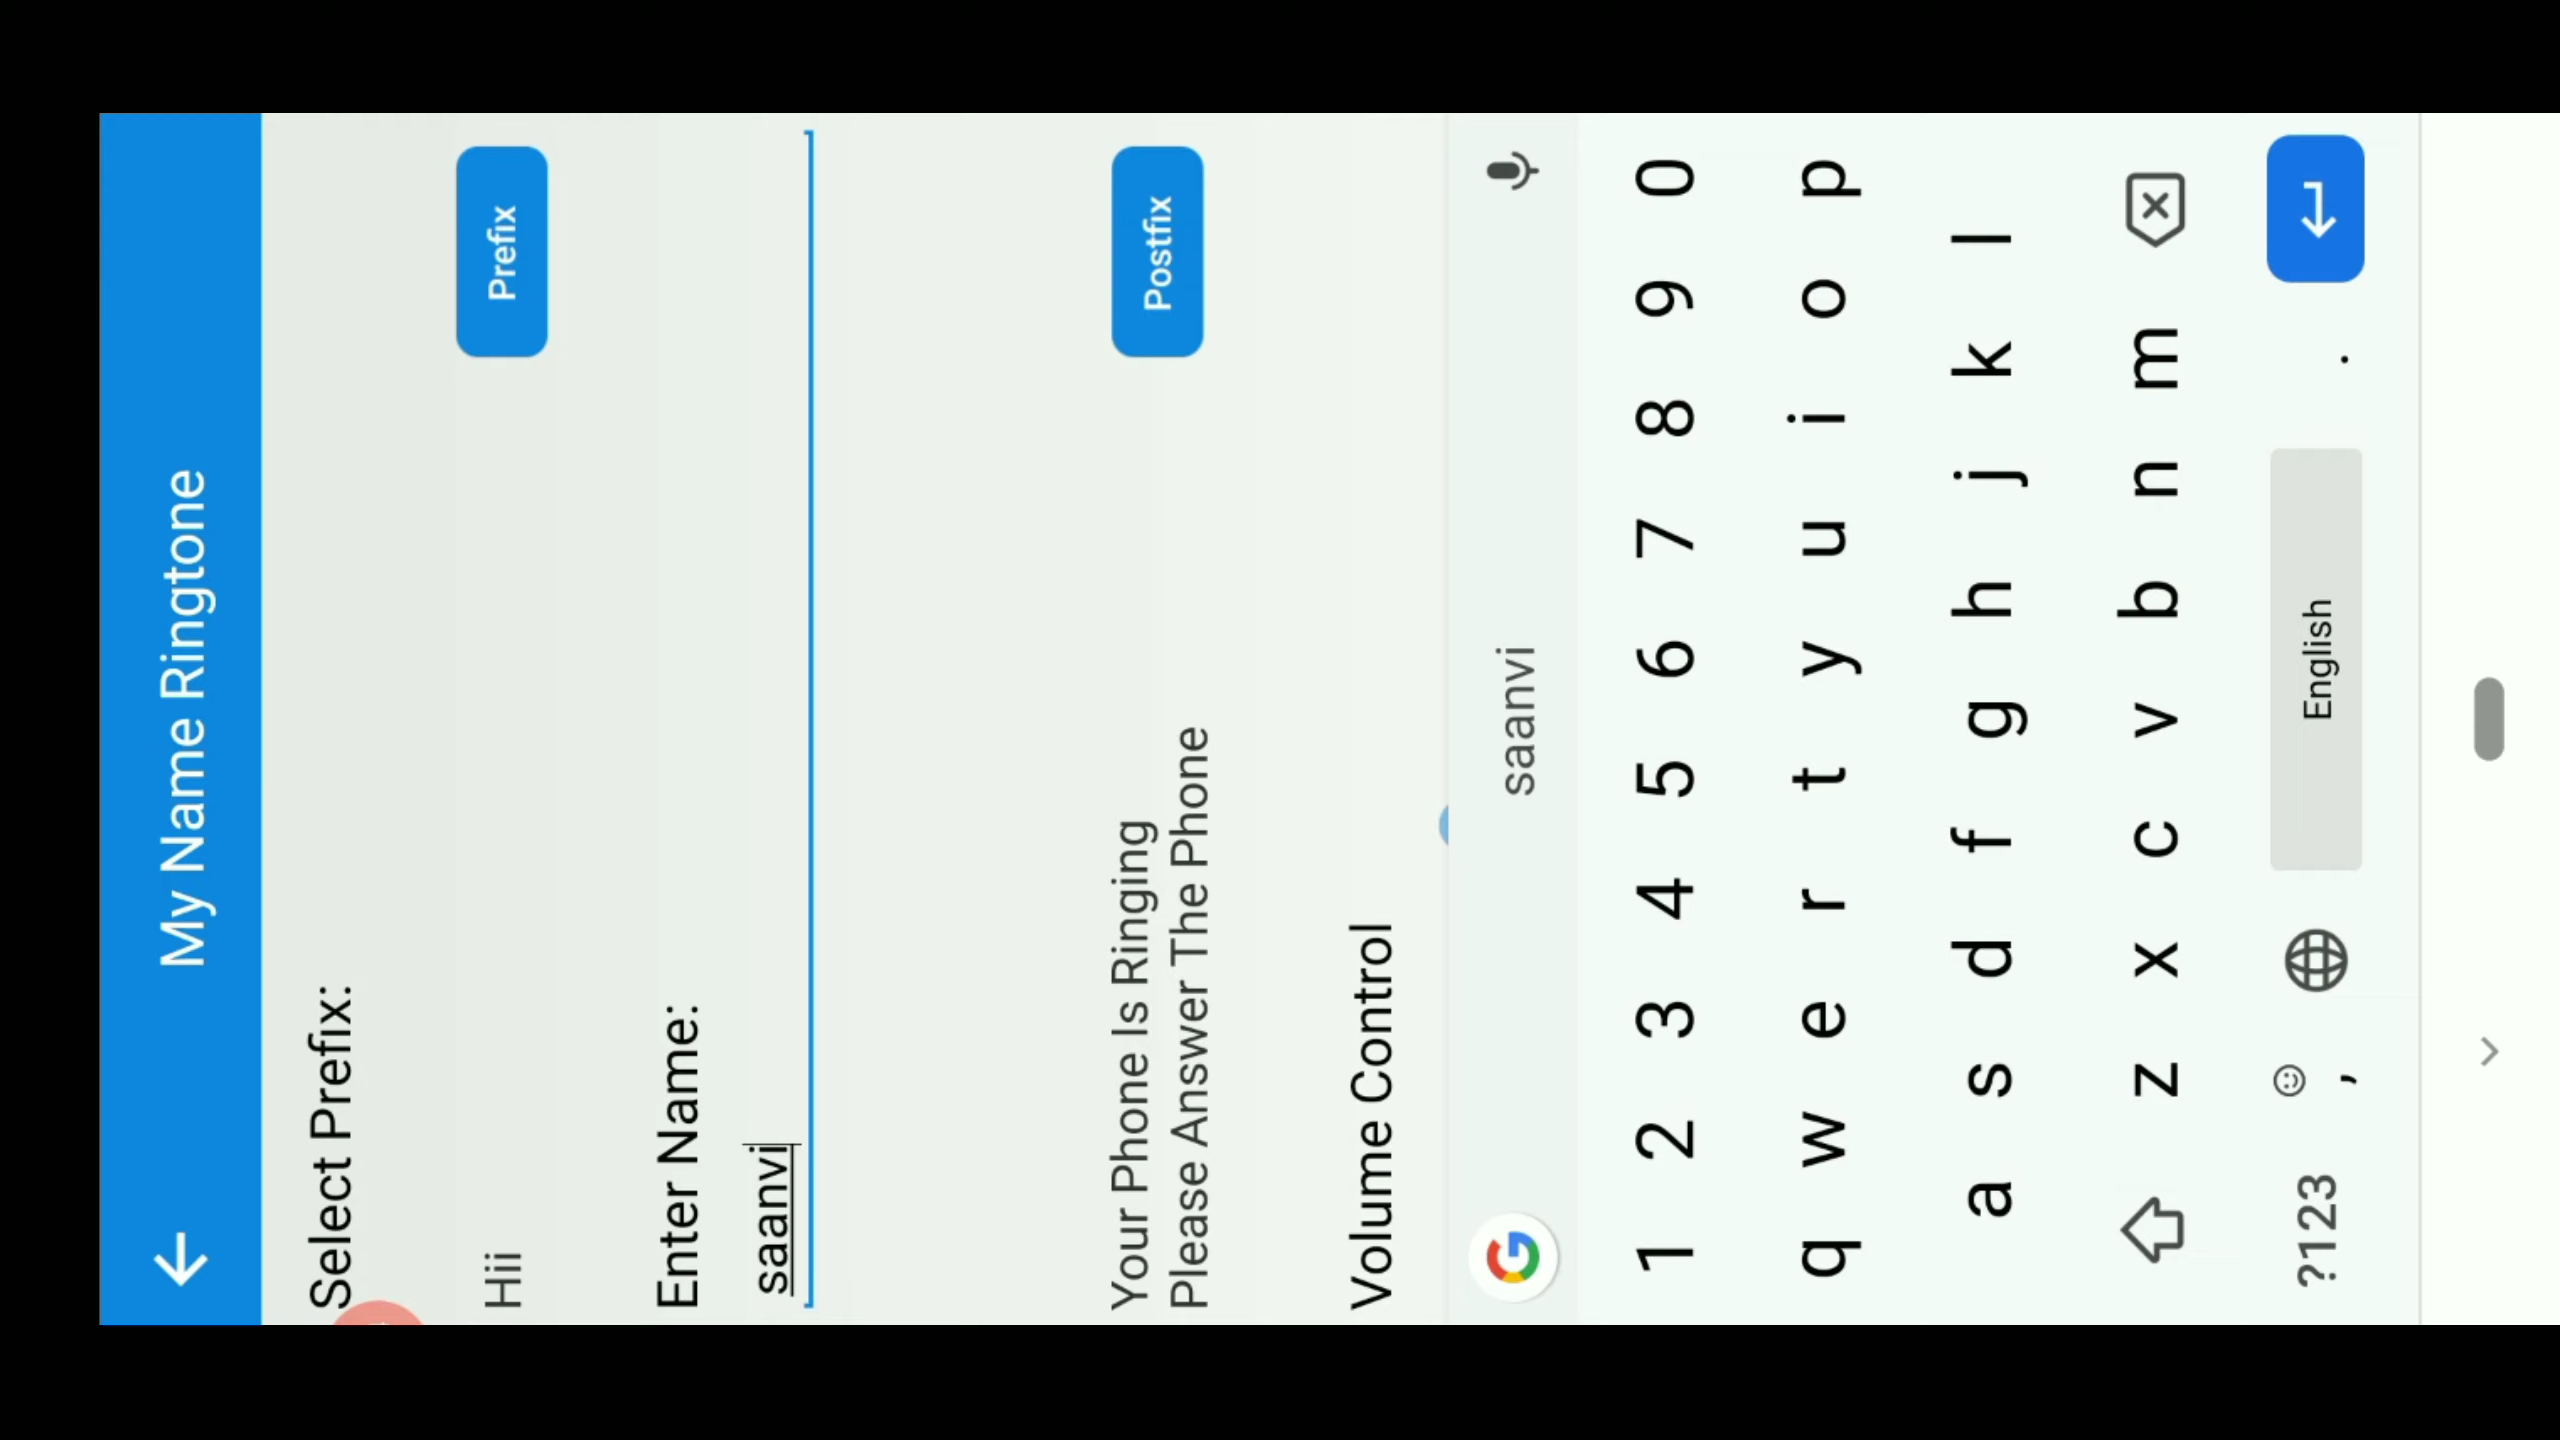 My Name Ringtone
Select Prefix:
Hii
Prefix
Enter Name:
saanvi
Your Phone Is Ringing
Please Answer The Phone
Postfix
Volume Control
saanvi
1 2 3 4 5 6 7 8 9 0
q w e r t y u i o p
a s d f g h j k l
z x c v b n m
?123 , English .